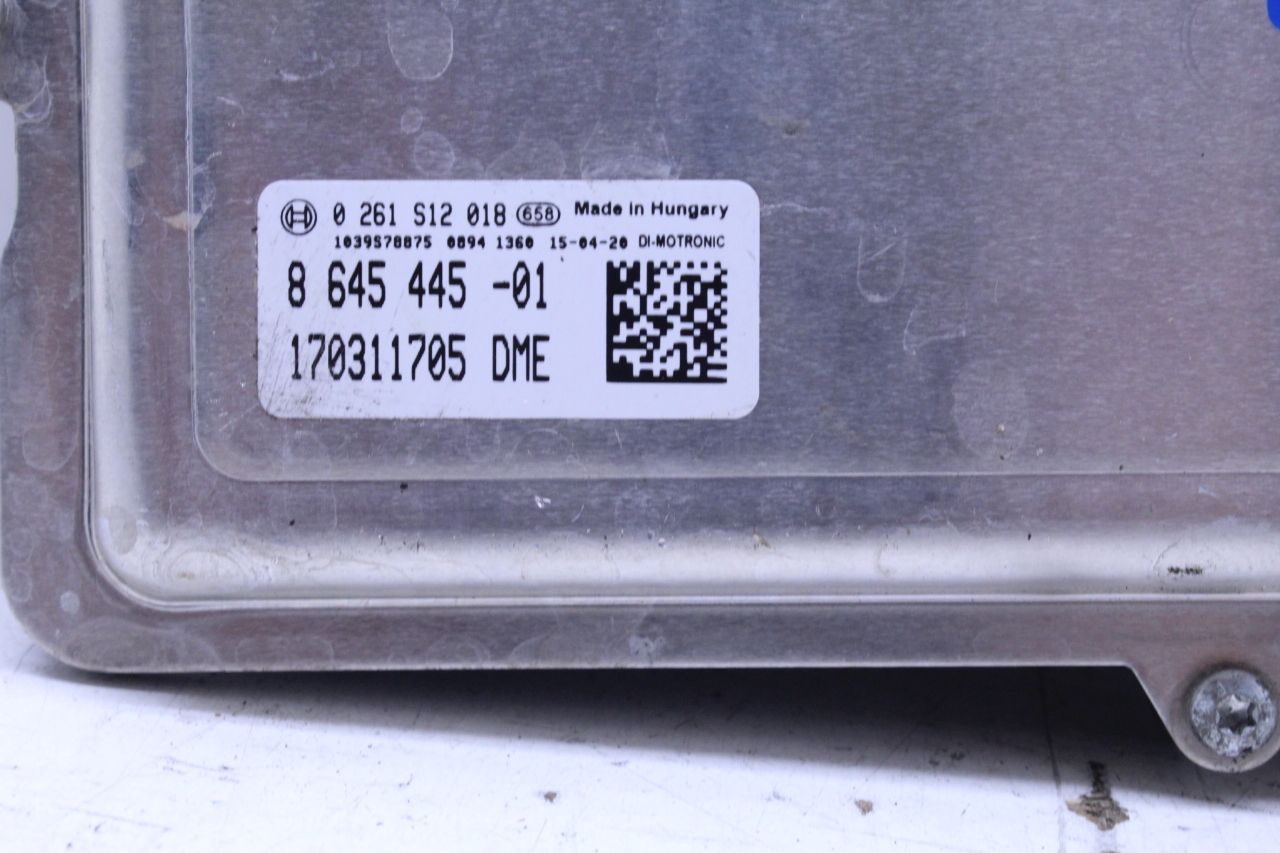 0 261 S12 018 658 Made in Hungary
1039S78875 0894 1360 15-04-20 DI-MOTRONIC
8 645 445 -01
170311705 DME